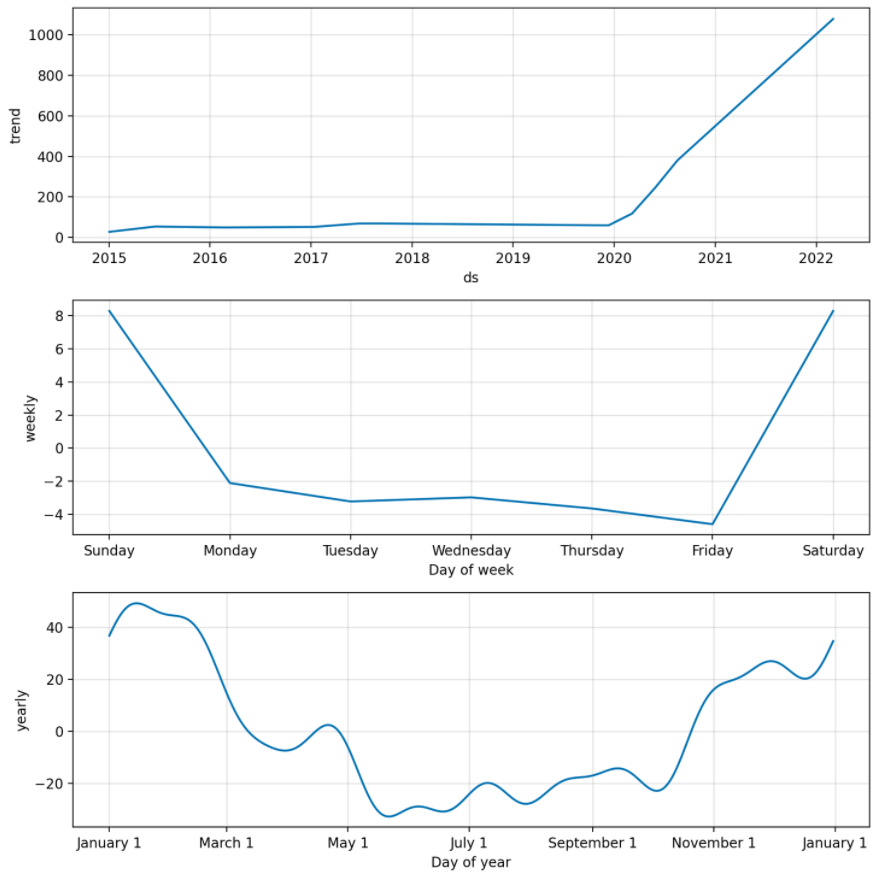 1000
800
600
400
200
0
trend
2015 2016 2017 2018 2019 2020 2021 2022
ds
8
6
4
2
0
−2
−4
weekly
Sunday Monday Tuesday Wednesday Thursday Friday Saturday
Day of week
40
20
0
−20
yearly
January 1 March 1 May 1 July 1 September 1 November 1 January 1
Day of year